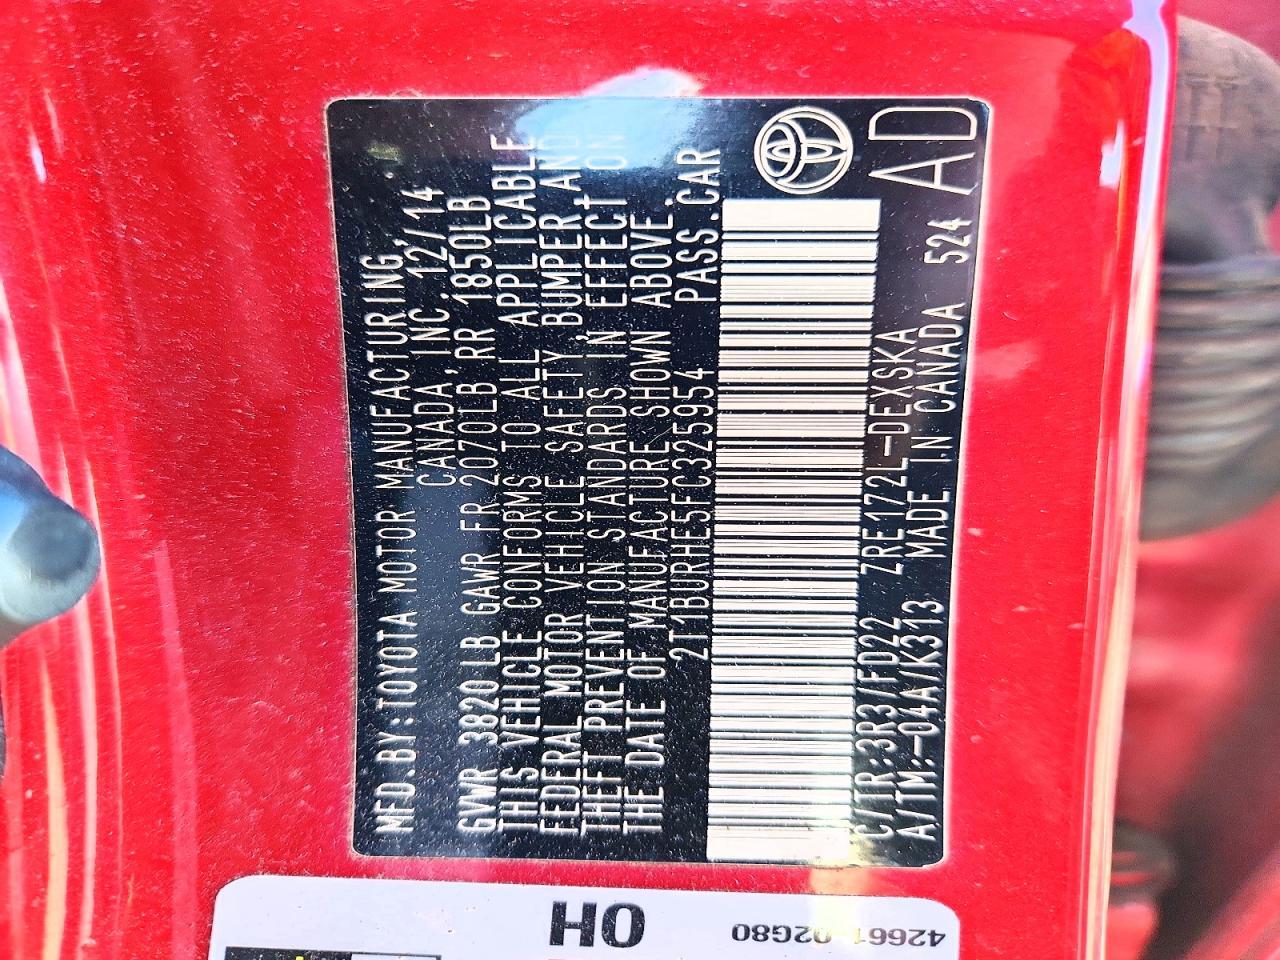 MFD.BY:TOYOTA MOTOR MANUFACTURING,
CANADA,INC. 12/14
GVWR 3820LB GAWR FR 2070LB,RR 1850LB
THIS VEHICLE CONFORMS TO ALL APPLICABLE
FEDERAL MOTOR VEHICLE SAFETY,BUMPER,AND
THEFT PREVENTION STANDARDS IN EFFECT ON
THE DATE OF MANUFACTURE SHOWN ABOVE.
2T1BURHE5FC325954 PASS.CAR
C/TR:3R3/FD22 ZRE172L-DEXSKA
A/TM:-04A/K313 MADE IN CANADA 524
AD
OH
42661-02G80